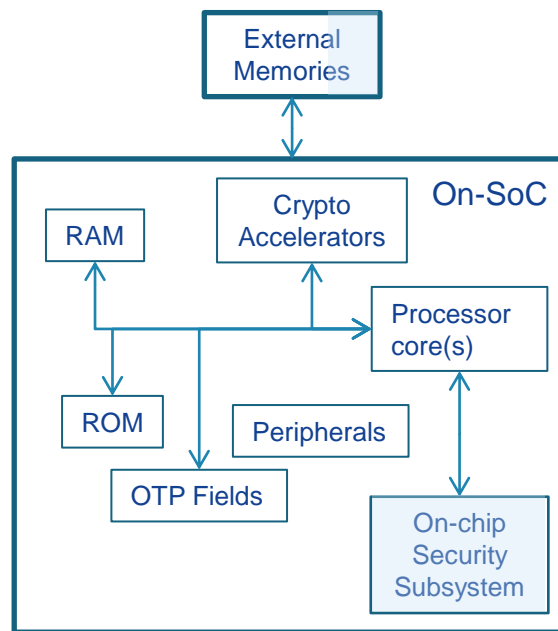 External
Memories
On-SoC
Crypto
Accelerators
RAM
Processor
core(s)
ROM
Peripherals
OTP Fields
On-chip
Security
Subsystem